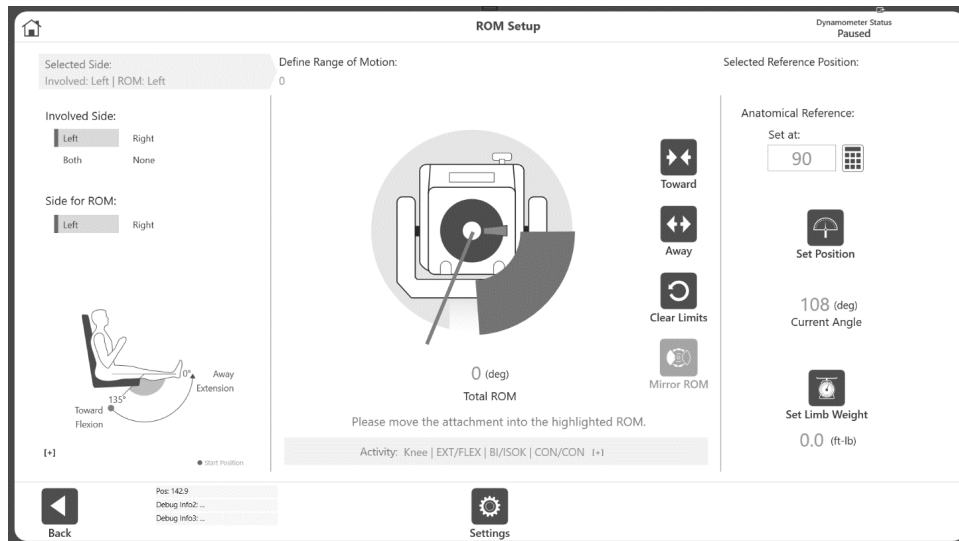 ROM Setup
Dynamometer Status
Paused
Selected Side:
Involved: Left | ROM: Left
Define Range of Motion:
0
Selected Reference Position:
Involved Side:
Left Right
Both None
Side for ROM:
Left Right
0°
Away
Extension
135°
Toward
Flexion
[+]
Start Position
Toward
Away
Clear Limits
Mirror ROM
0 (deg)
Total ROM
Please move the attachment into the highlighted ROM.
Activity: Knee | EXT/FLEX | BI/ISOK | CON/CON [+]
Anatomical Reference:
Set at:
90
Set Position
108 (deg)
Current Angle
Set Limb Weight
0.0 (ft-lb)
Back
Pos: 142.9
Debug Info2: ...
Debug Info3: ...
Settings